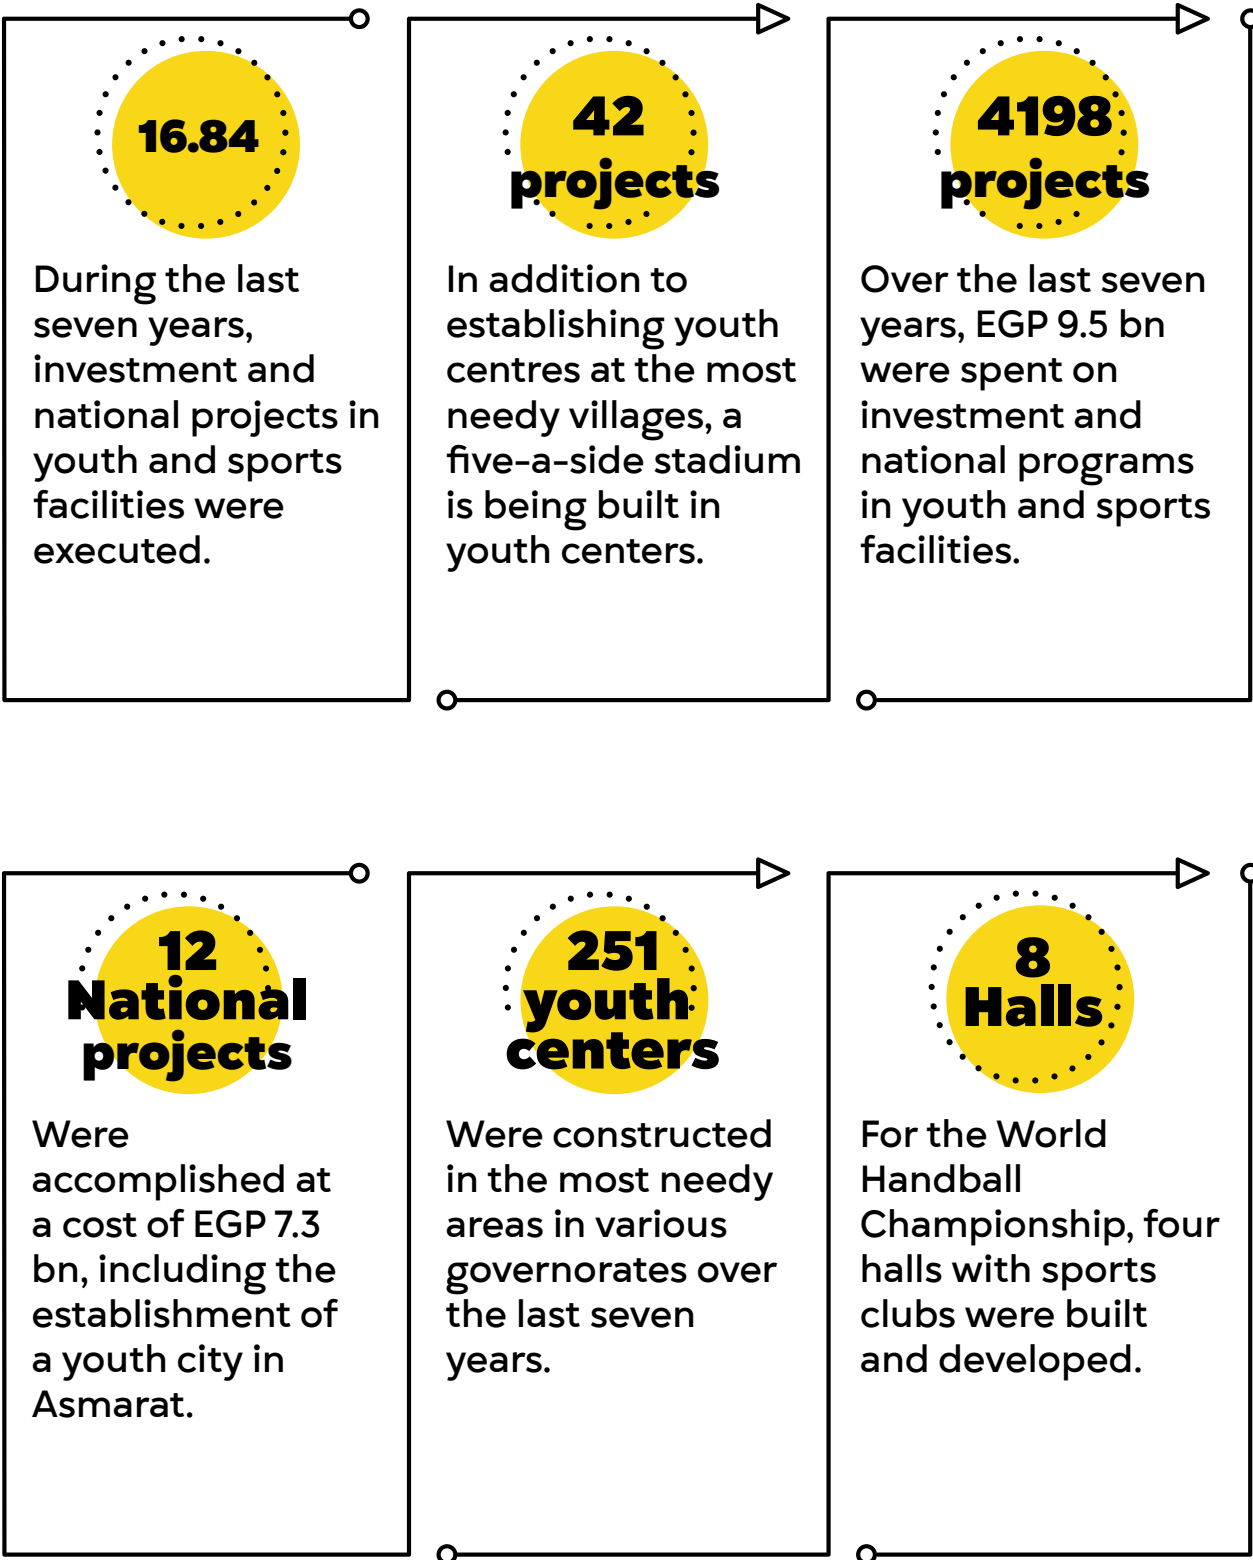 16.84
During the last
seven years,
investment and
national projects in
youth and sports
facilities were
executed.
42
projects
In addition to
establishing youth
centres at the most
needy villages, a
five-a-side stadium
is being built in
youth centers.
4198
projects
Over the last seven
years, EGP 9.5 bn
were spent on
investment and
national programs
in youth and sports
facilities.
12
National
projects
Were
accomplished at
a cost of EGP 7.3
bn, including the
establishment of
a youth city in
Asmarat.
251
youth
centers
Were constructed
in the most needy
areas in various
governorates over
the last seven
years.
8
Halls
For the World
Handball
Championship, four
halls with sports
clubs were built
and developed.